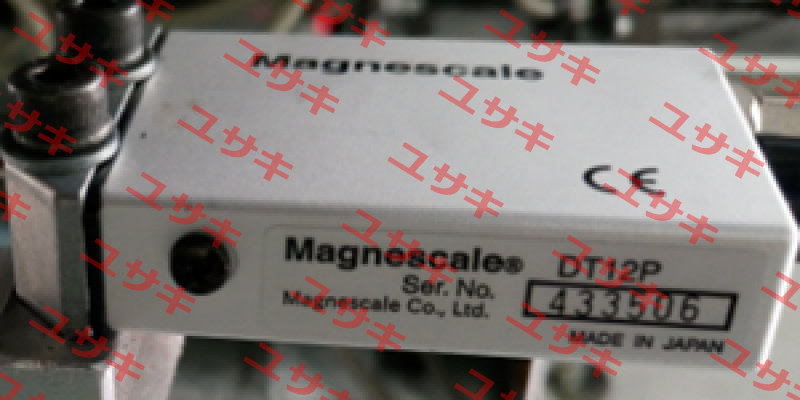 Magnescale
CE
Magnescale® DT12P
Ser. No. 433506
Magnescale Co., Ltd.
MADE IN JAPAN
ユサキ